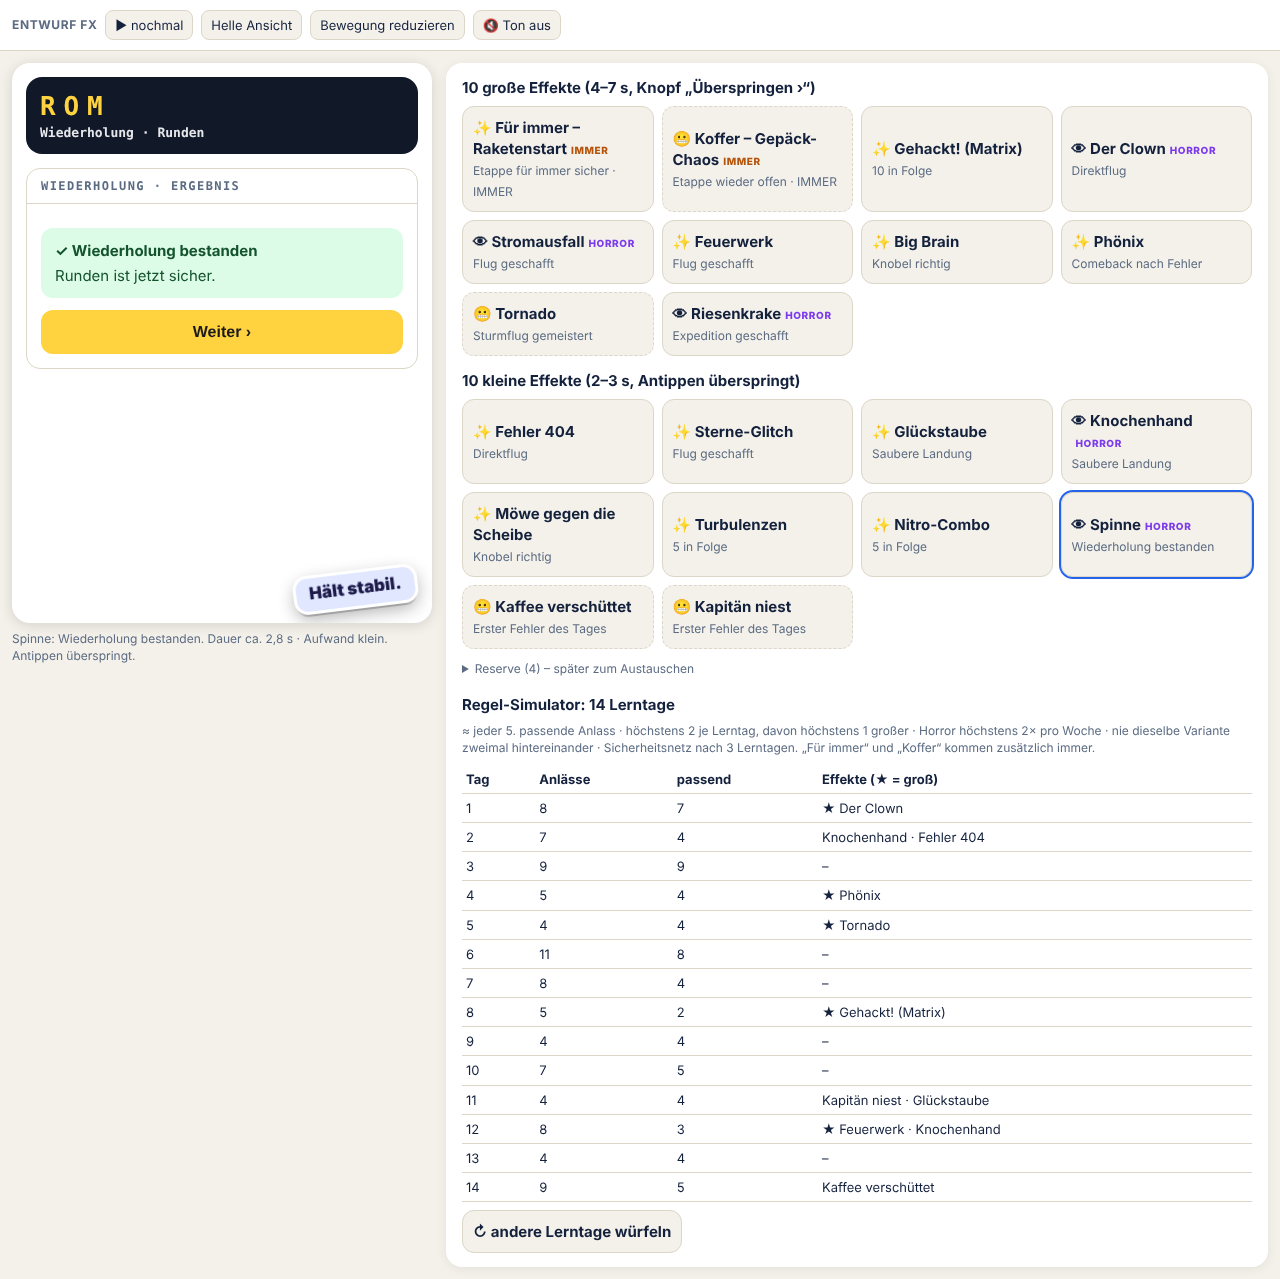 ENTWURF FX ▶ nochmal Helle Ansicht Bewegung reduzieren 🔇 Ton aus
ROM
Wiederholung · Runden
WIEDERHOLUNG · ERGEBNIS
✓ Wiederholung bestanden
Runden ist jetzt sicher.
Weiter ›
Hält stabil.
Spinne: Wiederholung bestanden. Dauer ca. 2,8 s · Aufwand klein.
Antippen überspringt.
10 große Effekte (4–7 s, Knopf „Überspringen ›“)
✨ Für immer –
Raketenstart IMMER
Etappe für immer sicher ·
IMMER
😬 Koffer – Gepäck-
Chaos IMMER
Etappe wieder offen · IMMER
✨ Gehackt! (Matrix)
10 in Folge
👁 Der Clown HORROR
Direktflug
👁 Stromausfall HORROR
Flug geschafft
✨ Feuerwerk
Flug geschafft
✨ Big Brain
Knobel richtig
✨ Phönix
Comeback nach Fehler
😬 Tornado
Sturmflug gemeistert
👁 Riesenkrake HORROR
Expedition geschafft
10 kleine Effekte (2–3 s, Antippen überspringt)
✨ Fehler 404
Direktflug
✨ Sterne-Glitch
Flug geschafft
✨ Glückstaube
Saubere Landung
👁 Knochenhand
HORROR
Saubere Landung
✨ Möwe gegen die
Scheibe
Knobel richtig
✨ Turbulenzen
5 in Folge
✨ Nitro-Combo
5 in Folge
👁 Spinne HORROR
Wiederholung bestanden
😬 Kaffee verschüttet
Erster Fehler des Tages
😬 Kapitän niest
Erster Fehler des Tages
▶ Reserve (4) – später zum Austauschen
Regel-Simulator: 14 Lerntage
≈ jeder 5. passende Anlass · höchstens 2 je Lerntag, davon höchstens 1 großer · Horror höchstens 2× pro Woche · nie dieselbe Variante
zweimal hintereinander · Sicherheitsnetz nach 3 Lerntagen. „Für immer“ und „Koffer“ kommen zusätzlich immer.
Tag Anlässe passend Effekte (★ = groß)
1 8 7 ★ Der Clown
2 7 4 Knochenhand · Fehler 404
3 9 9 –
4 5 4 ★ Phönix
5 4 4 ★ Tornado
6 11 8 –
7 8 4 –
8 5 2 ★ Gehackt! (Matrix)
9 4 4 –
10 7 5 –
11 4 4 Kapitän niest · Glückstaube
12 8 3 ★ Feuerwerk · Knochenhand
13 4 4 –
14 9 5 Kaffee verschüttet
↻ andere Lerntage würfeln